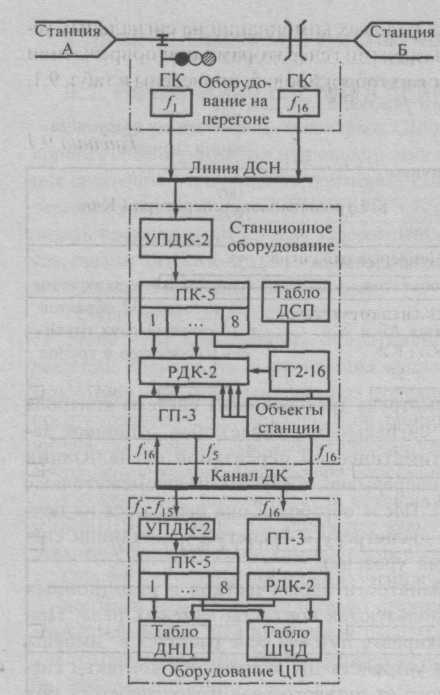 Станция А
Станция Б
ГК
Оборудо-
вание на
перегоне
ГК
f1
f16
Линия ДСН
УПДК-2
Станционное
оборудование
ПК-5
1 ... 8
Табло
ДСП
РДК-2
ГТ2-16
ГП-3
Объекты
станции
f16
f5
f16
Канал ДК
f1-f15
f16
УПДК-2
ГП-3
ПК-5
1 ... 8
РДК-2
Табло
ДНЦ
Табло
ШЧД
Оборудование ЦП